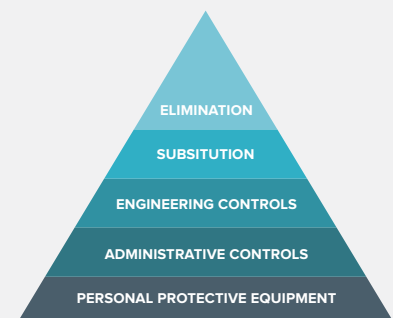 ELIMINATION
SUBSITUTION
ENGINEERING CONTROLS
ADMINISTRATIVE CONTROLS
PERSONAL PROTECTIVE EQUIPMENT